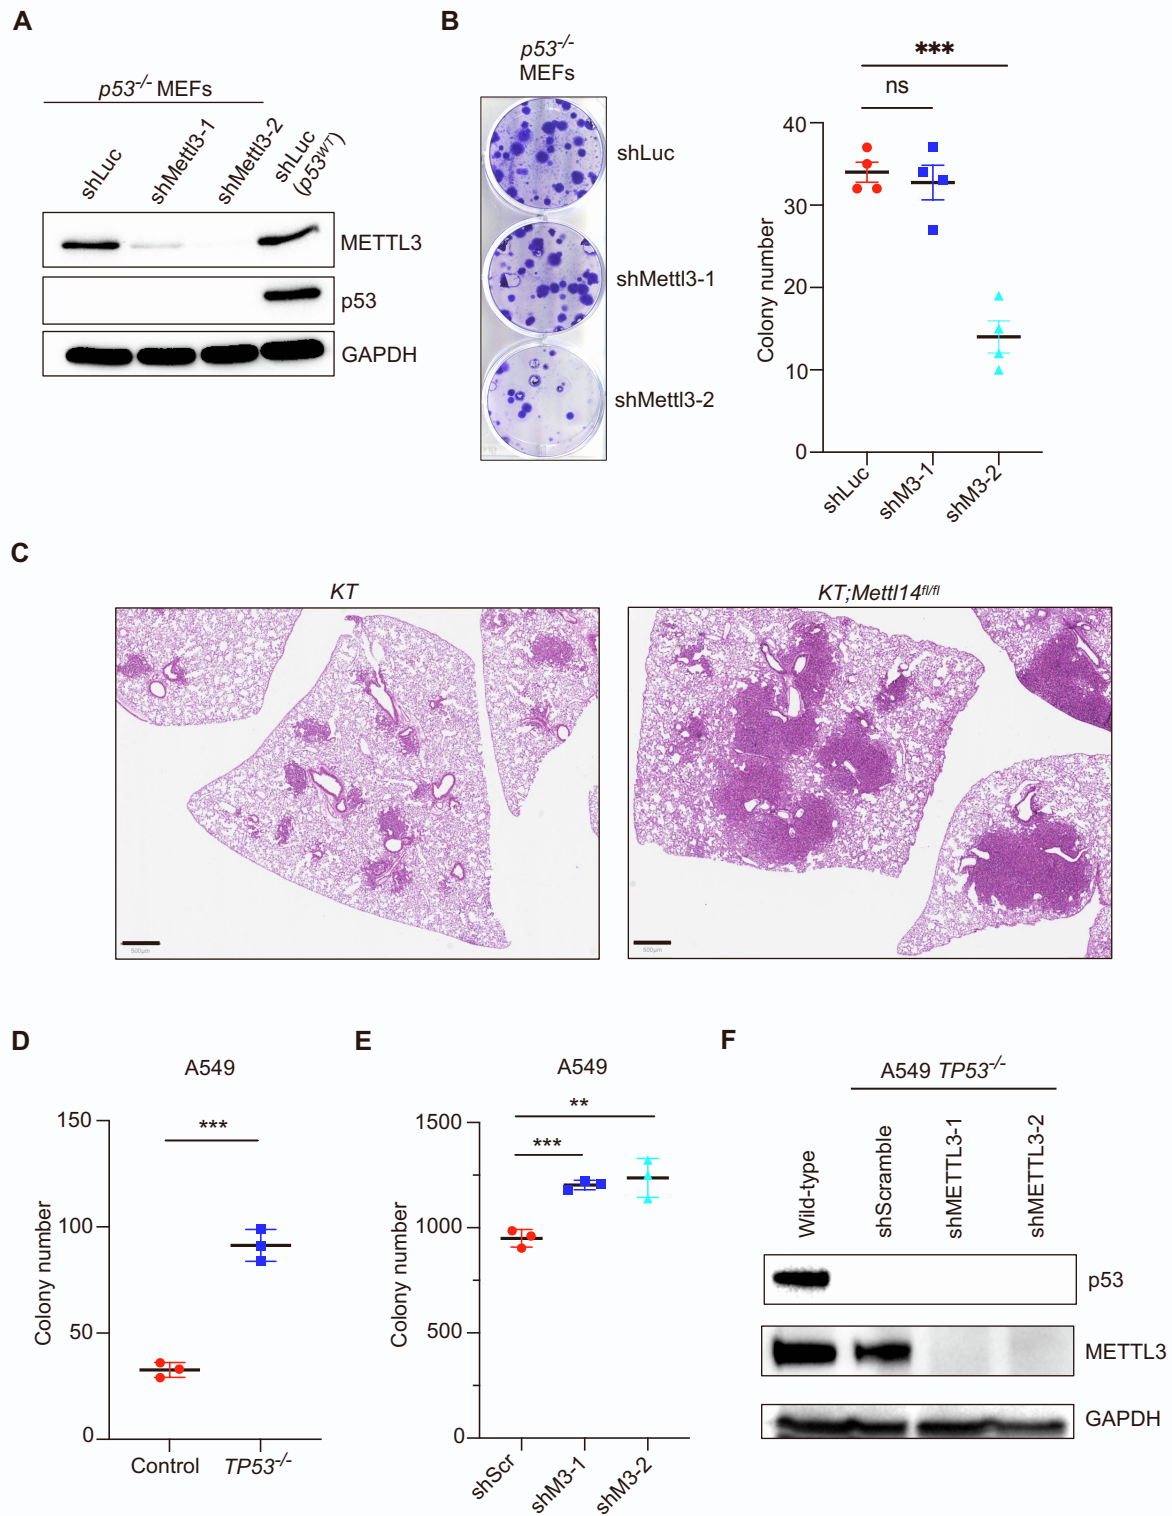 A
p53-/- MEFs
shLuc
shMettl3-1
shMettl3-2
shLuc
(p53WT)
METTL3
p53
GAPDH
B
p53-/-
MEFs
shLuc
shMettl3-1
shMettl3-2
***
ns
Colony number
40
30
20
10
0
shLuc
shM3-1
shM3-2
C
KT
KT;Mettl14fl/fl
500µm
500µm
D
A549
***
Colony number
150
100
50
0
Control
TP53-/-
E
A549
**
***
Colony number
1500
1000
500
0
shScr
shM3-1
shM3-2
F
A549 TP53-/-
Wild-type
shScramble
shMETTL3-1
shMETTL3-2
p53
METTL3
GAPDH